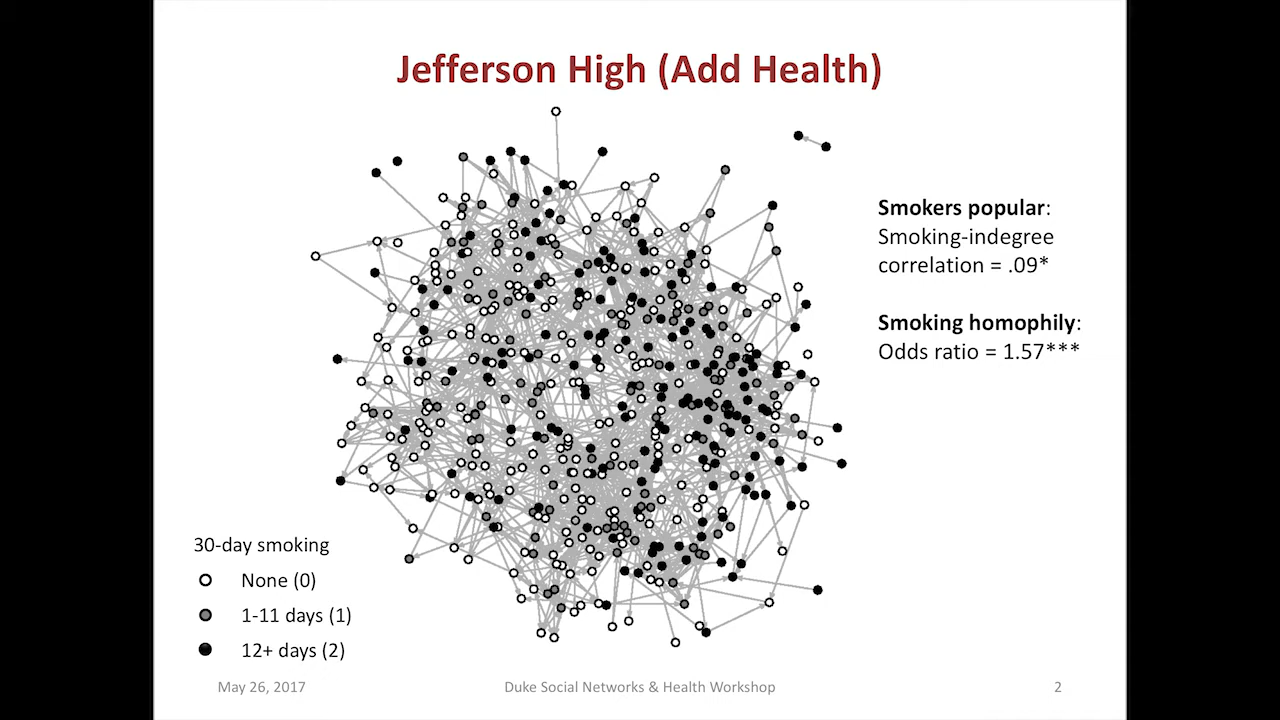 Jefferson High (Add Health)
Smokers popular:
Smoking-indegree
correlation = .09*
Smoking homophily:
Odds ratio = 1.57***
30-day smoking
None (0)
1-11 days (1)
12+ days (2)
May 26, 2017
Duke Social Networks & Health Workshop
2